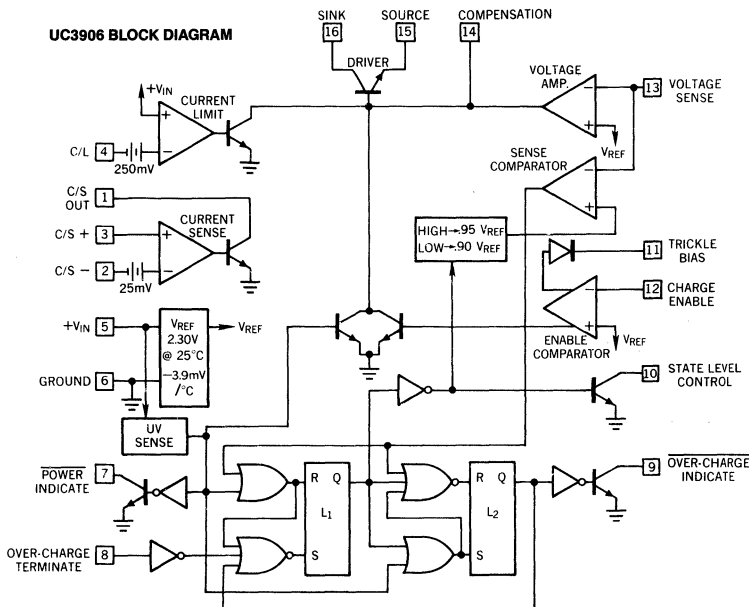 UC3906 BLOCK DIAGRAM
SINK
16
SOURCE
15
COMPENSATION
14
DRIVER
+VIN
CURRENT
LIMIT
+
−
C/L 4
250mV
VOLTAGE
AMP.
−
+
VREF
13 VOLTAGE
SENSE
SENSE
COMPARATOR
−
+
C/S
OUT
1
C/S + 3
C/S − 2
25mV
CURRENT
SENSE
+
−
HIGH→.95 VREF
LOW→.90 VREF
11 TRICKLE
BIAS
12 CHARGE
ENABLE
−
+
VREF
ENABLE
COMPARATOR
+VIN 5
GROUND 6
VREF
2.30V
@ 25°C
−3.9mV
/°C
VREF
UV
SENSE
10 STATE LEVEL
CONTROL
POWER
INDICATE
7
OVER-CHARGE
TERMINATE
8
R Q
L1
S
R Q
L2
S
9 OVER-CHARGE
INDICATE